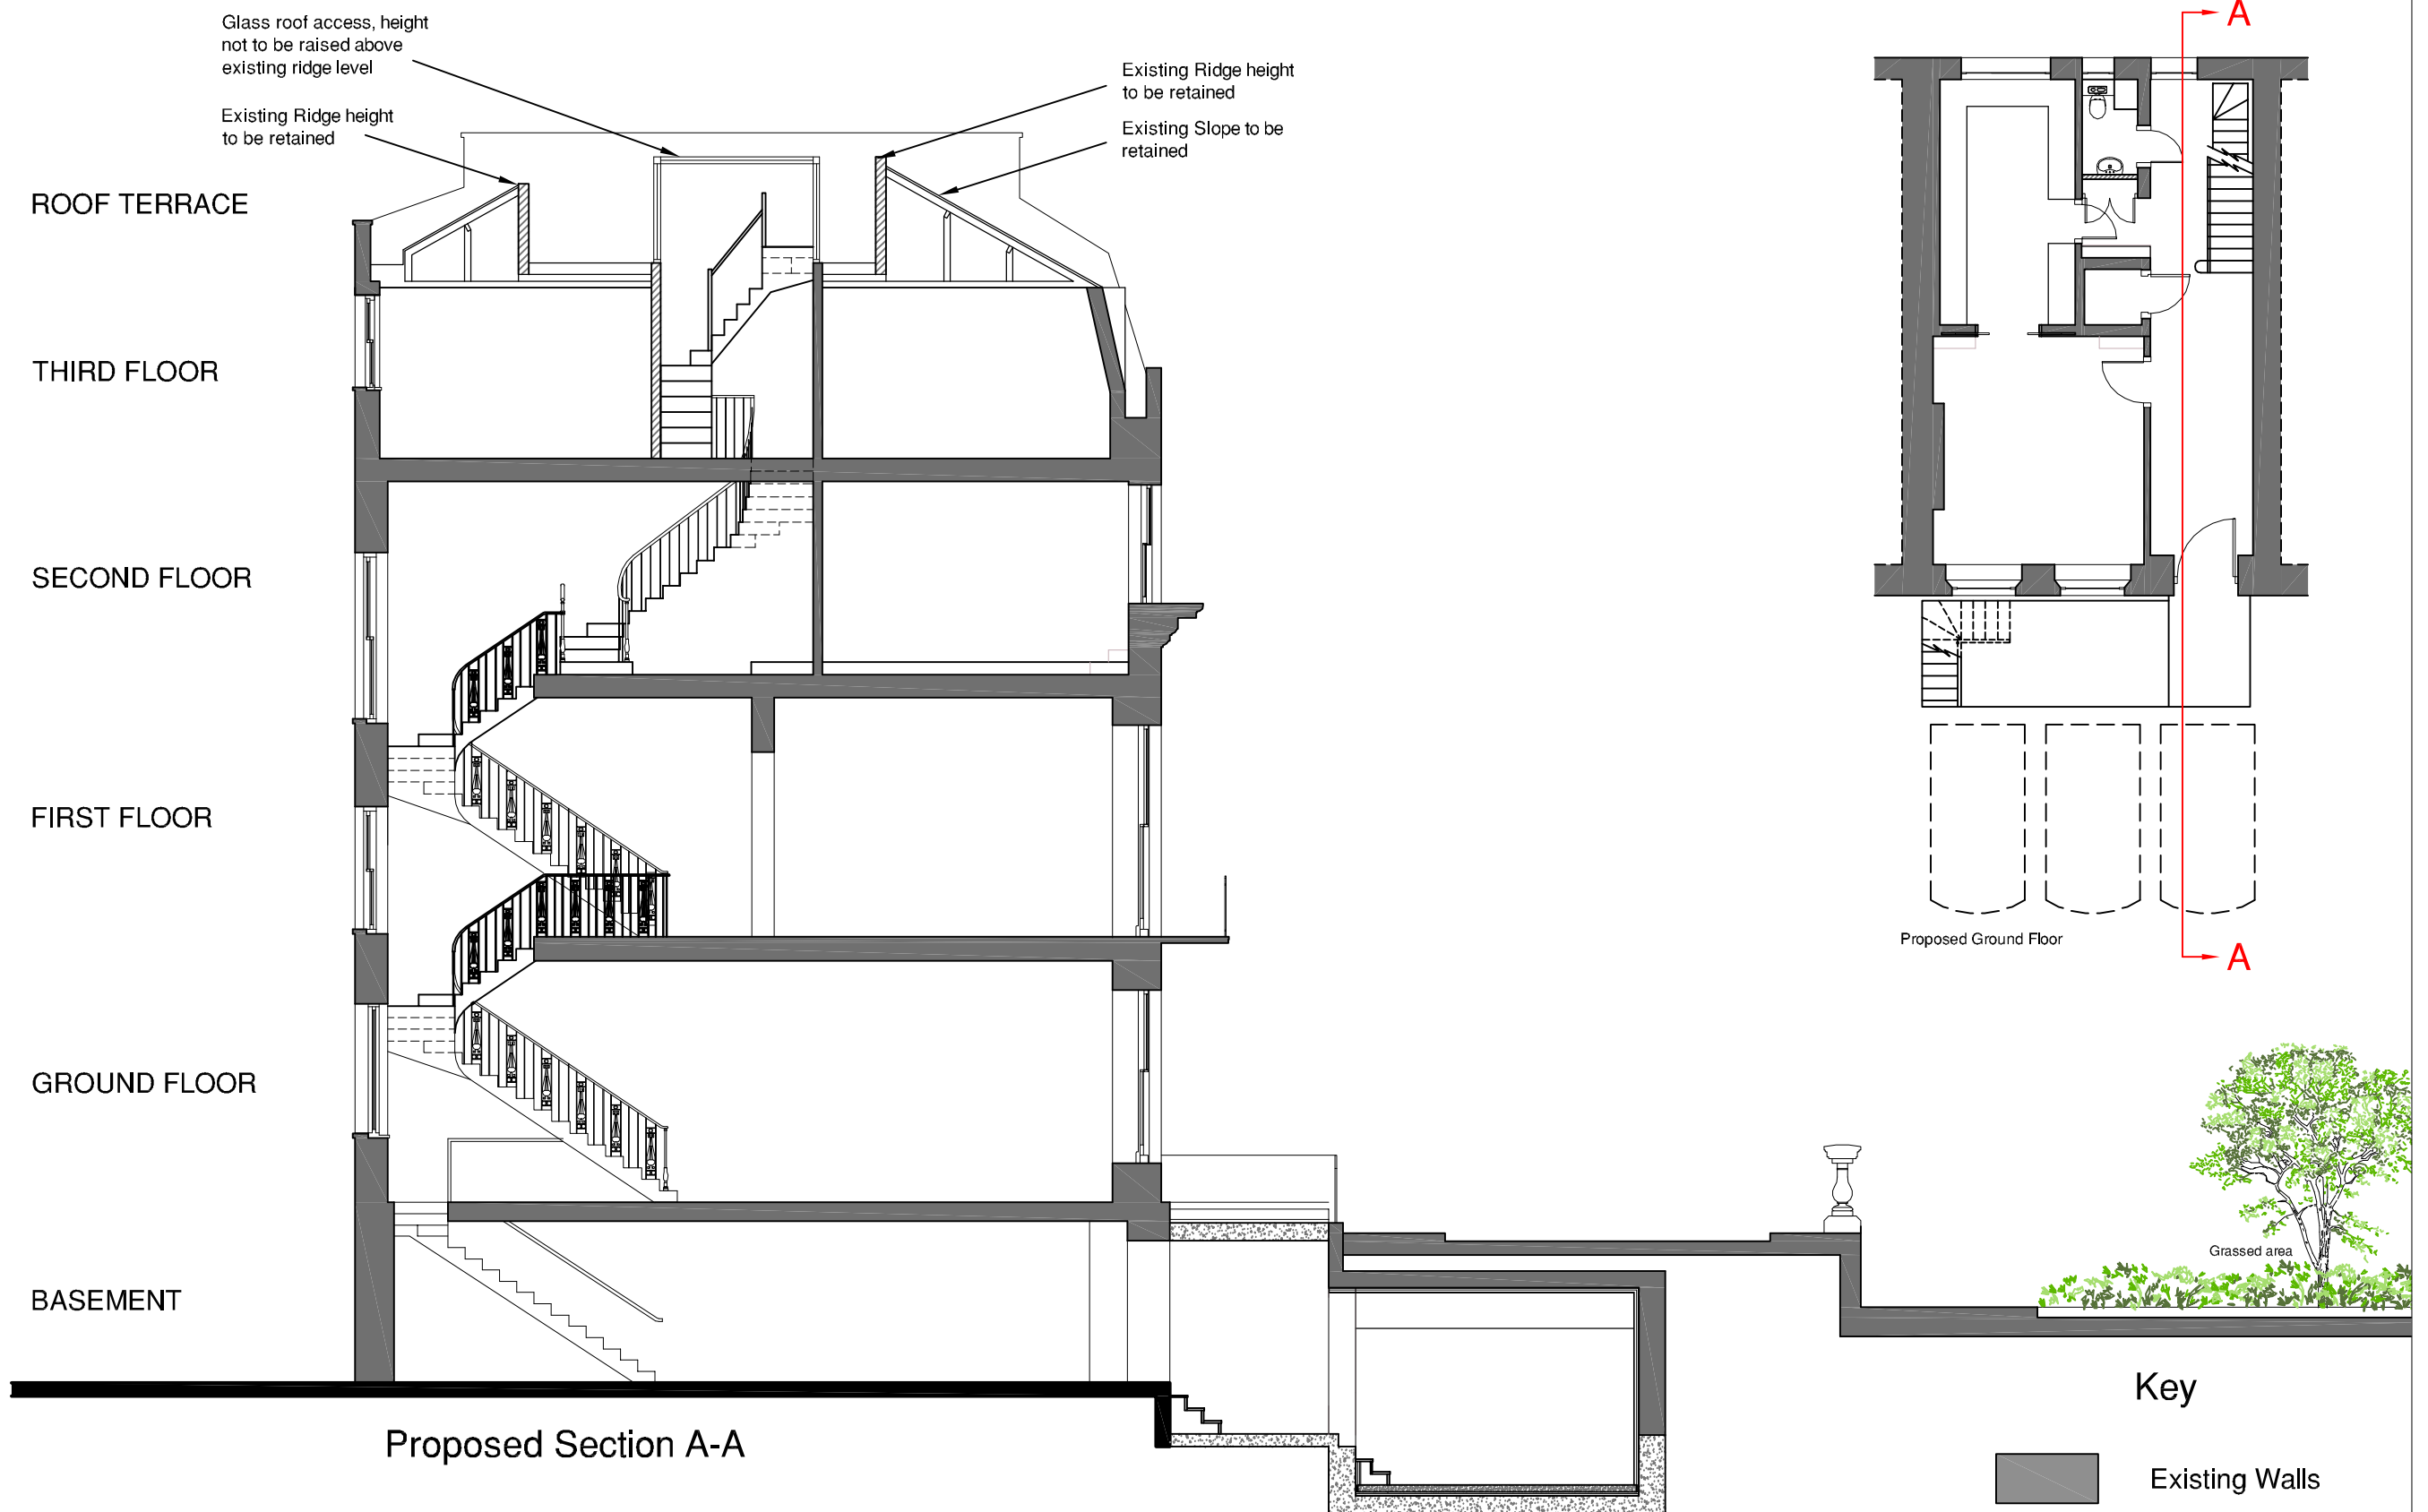 Glass roof access, height
not to be raised above
existing ridge level
Existing Ridge height
to be retained
Existing Ridge height
to be retained
Existing Slope to be
retained
ROOF TERRACE
THIRD FLOOR
SECOND FLOOR
FIRST FLOOR
GROUND FLOOR
BASEMENT
Proposed Section A-A
A
Proposed Ground Floor
A
Grassed area
Key
Existing Walls